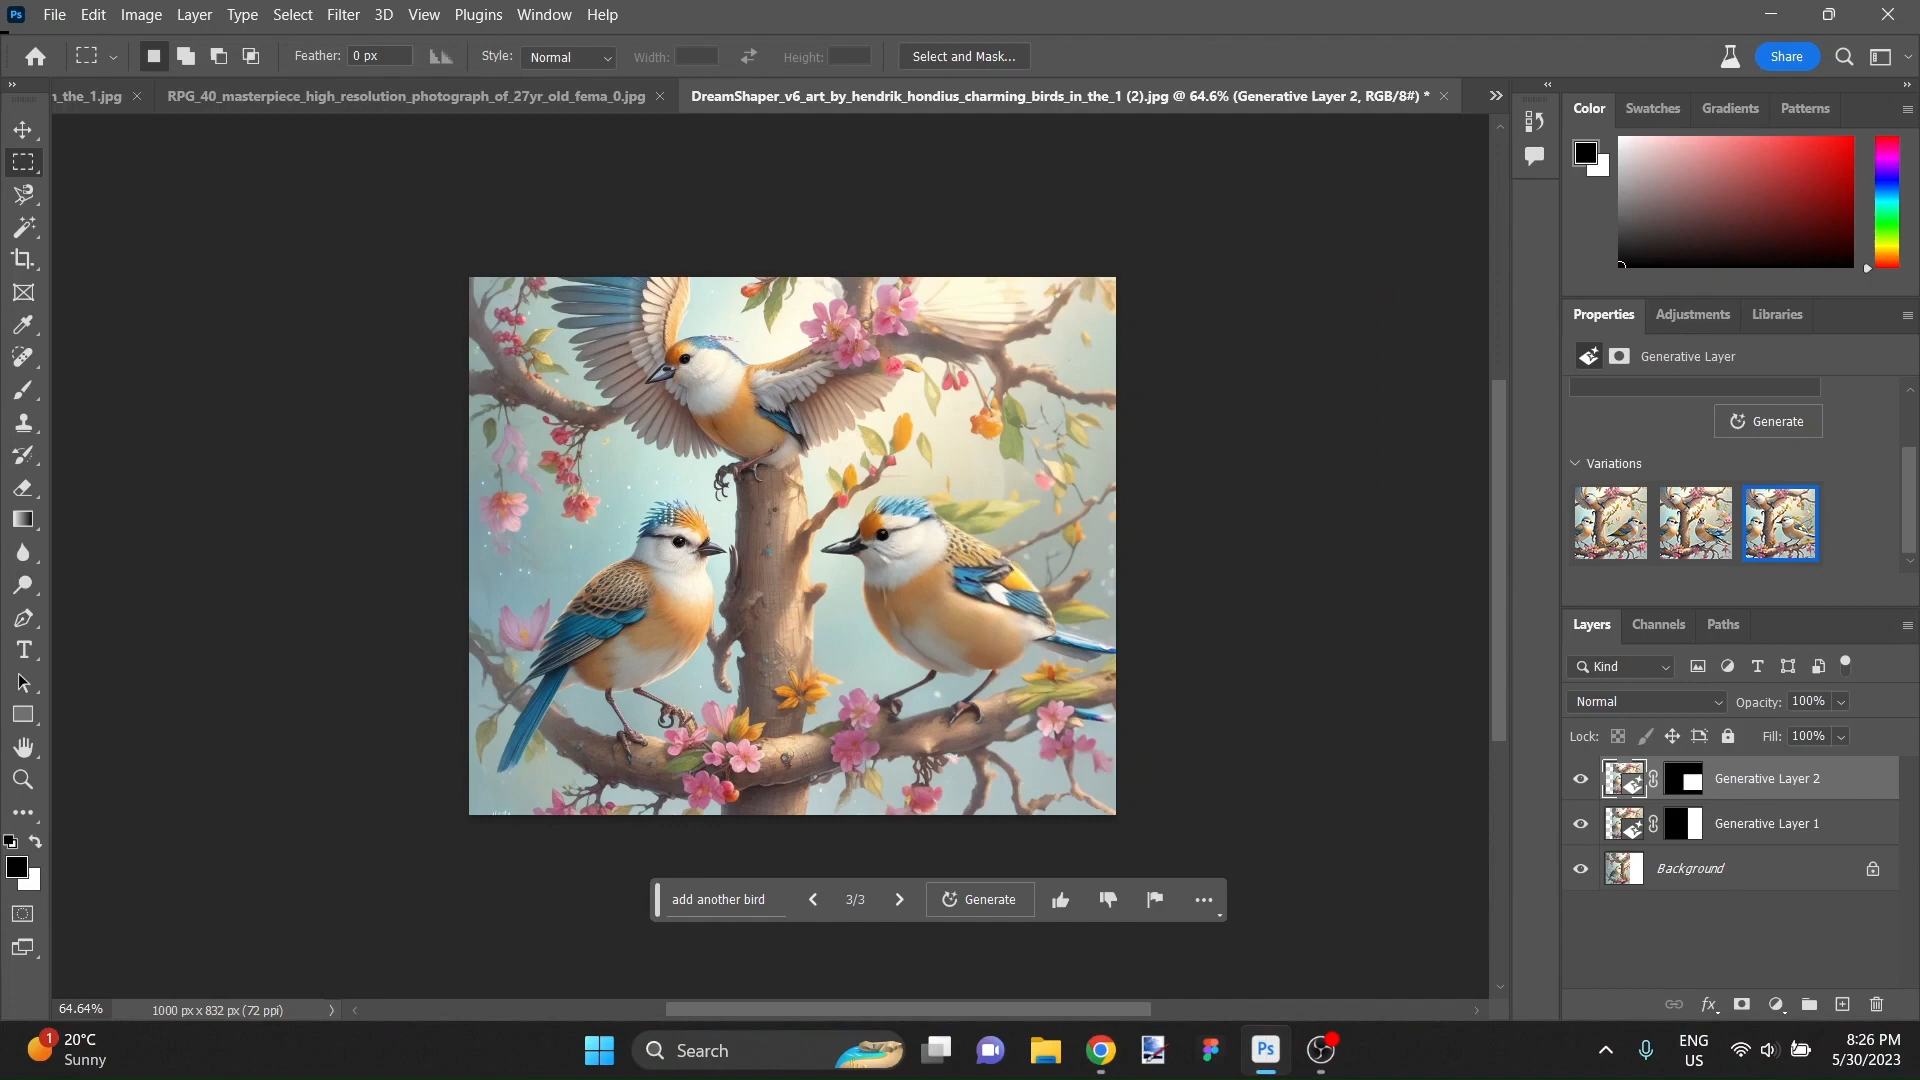 Ps File Edit Image Layer Type Select Filter 3D View Plugins Window Help
Feather: 0 px Style: Normal Width: Height: Select and Mask... Share
_the_1.jpg RPG_40_masterpiece_high_resolution_photograph_of_27yr_old_fema_0.jpg DreamShaper_v6_art_by_hendrik_hondius_charming_birds_in_the_1 (2).jpg @ 64.6% (Generative Layer 2, RGB/8#) *
Color Swatches Gradients Patterns
Properties Adjustments Libraries
Generative Layer
Generate
Variations
Layers Channels Paths
Kind
Normal Opacity: 100%
Lock: Fill: 100%
Generative Layer 2
Generative Layer 1
Background
add another bird 3/3 Generate
64.64% 1000 px x 832 px (72 ppi)
fx
1 20°C
Sunny
Search
Ps
ENG
US
8:26 PM
5/30/2023